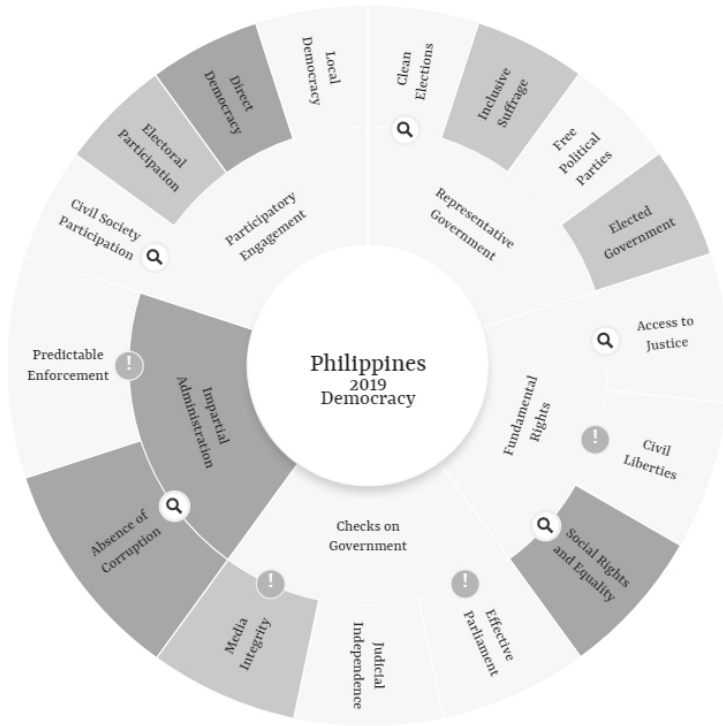 Philippines
2019
Democracy
Representative
Government
Clean
Elections
Inclusive
Suffrage
Free
Political
Parties
Elected
Government
Fundamental
Rights
Access to
Justice
Civil
Liberties
Social Rights
and Equality
Checks on
Government
Effective
Parliament
Judicial
Independence
Media
Integrity
Impartial
Administration
Absence of
Corruption
Predictable
Enforcement
Participatory
Engagement
Civil Society
Participation
Electoral
Participation
Direct
Democracy
Local
Democracy
!
!
!
!